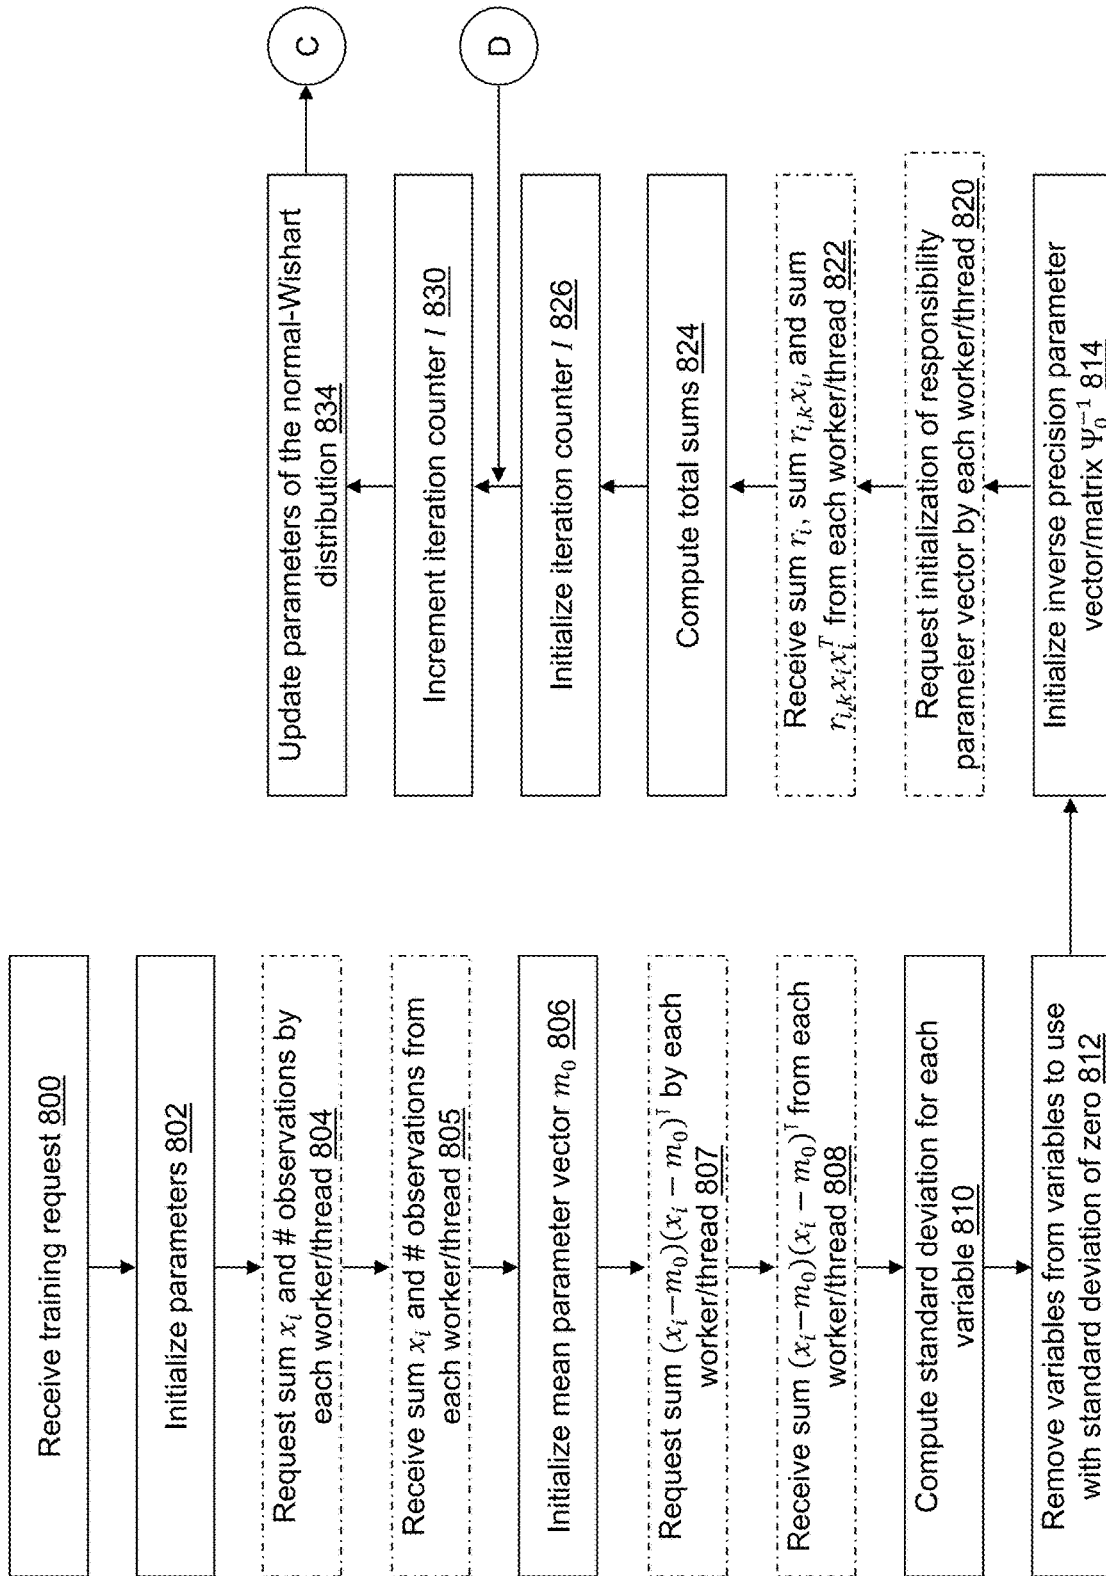 Receive training request 800
Initialize parameters 802
Request sum x_i and # observations by
each worker/thread 804
Receive sum x_i and # observations from
each worker/thread 805
Initialize mean parameter vector m_0 806
Request sum (x_i−m_0)(x_i − m_0)^T by each
worker/thread 807
Receive sum (x_i−m_0)(x_i − m_0)^T from each
worker/thread 808
Compute standard deviation for each
variable 810
Remove variables from variables to use
with standard deviation of zero 812
Initialize inverse precision parameter
vector/matrix Ψ_0^{−1} 814
Request initialization of responsibility
parameter vector by each worker/thread 820
Receive sum r_i, sum r_{i,k}x_i, and sum
r_{i,k}x_ix_i^T from each worker/thread 822
Compute total sums 824
Initialize iteration counter I 826
D
Increment iteration counter I 830
Update parameters of the normal-Wishart
distribution 834
C